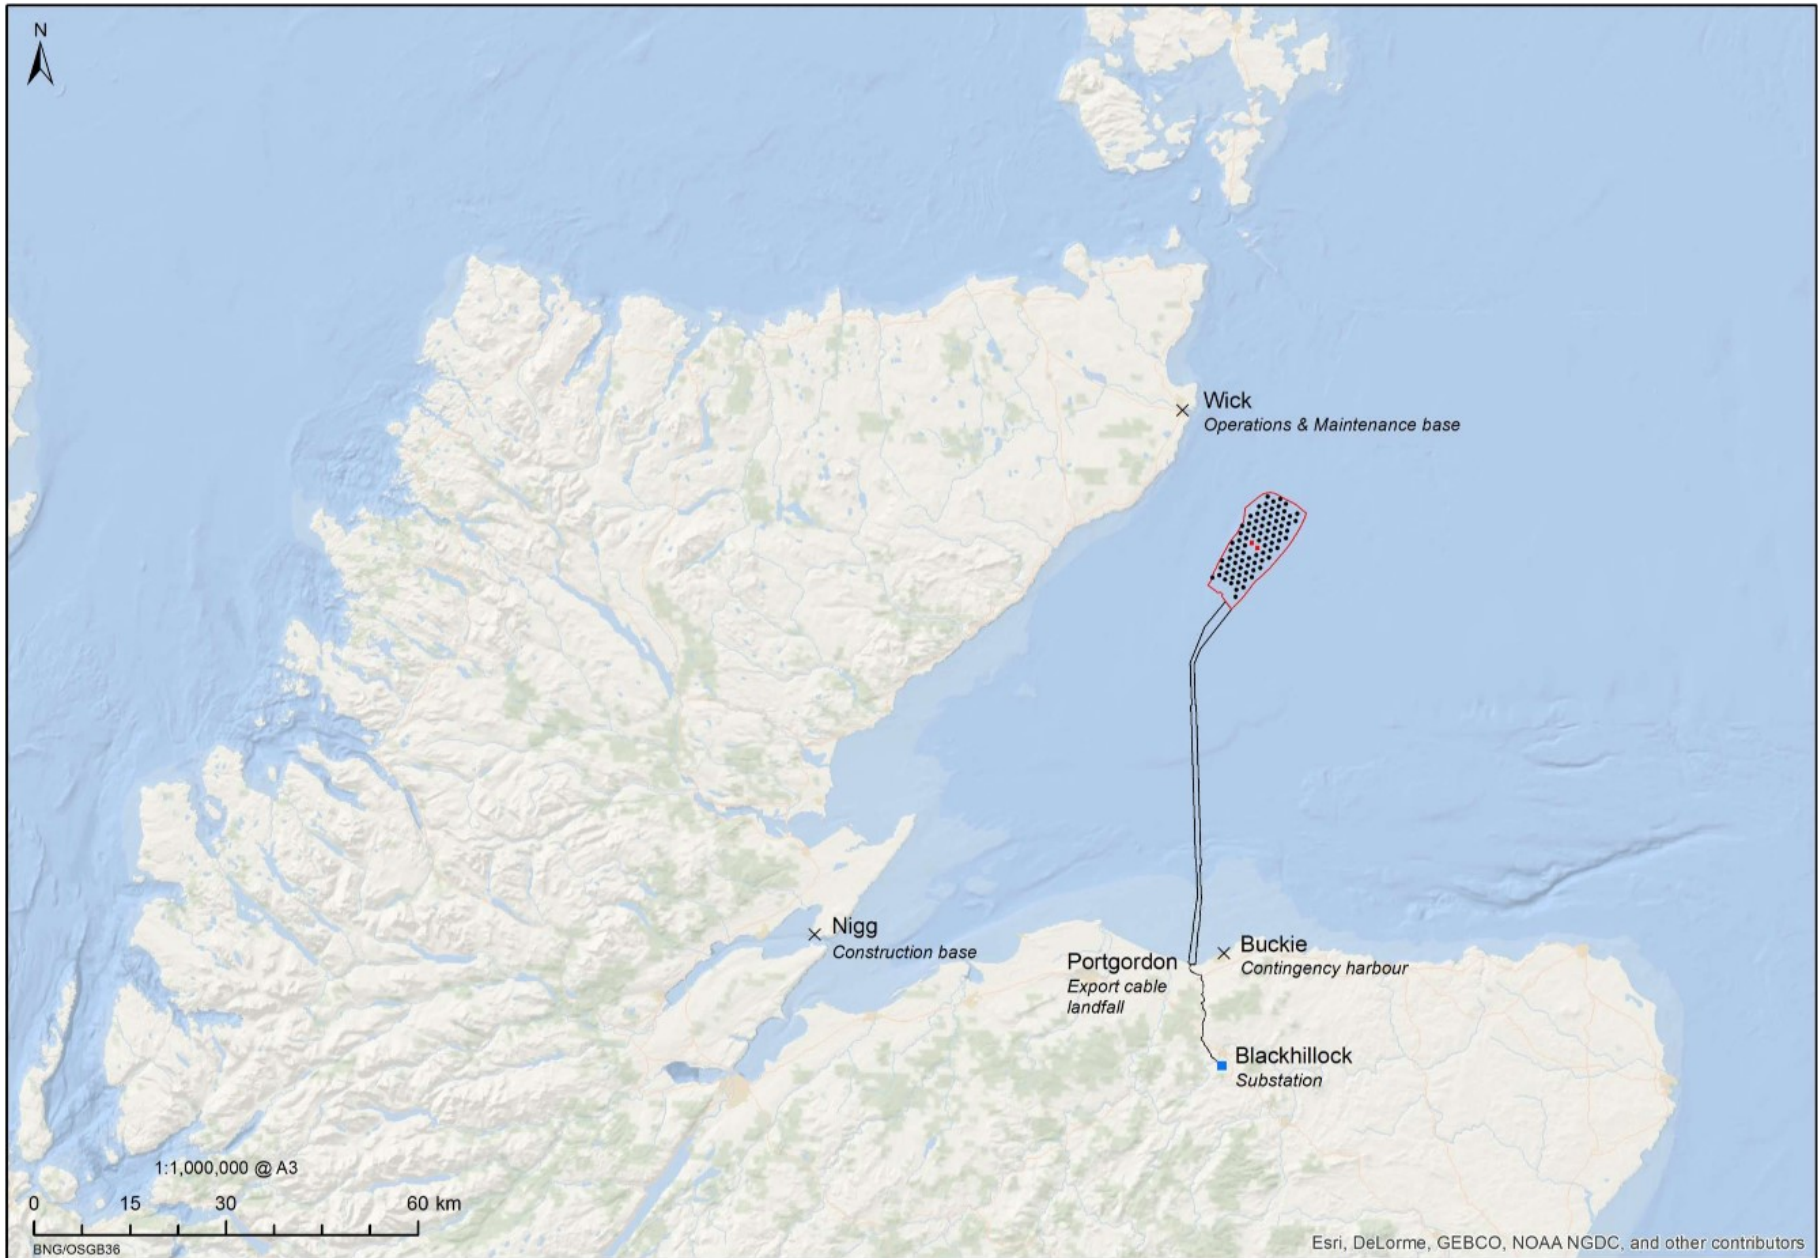 N
Wick
Operations & Maintenance base
Nigg
Construction base
Buckie
Contingency harbour
Portgordon
Export cable
landfall
Blackhillock
Substation
1:1,000,000 @ A3
0 15 30 60 km
BNG/OSGB36
Esri, DeLorme, GEBCO, NOAA NGDC, and other contributors